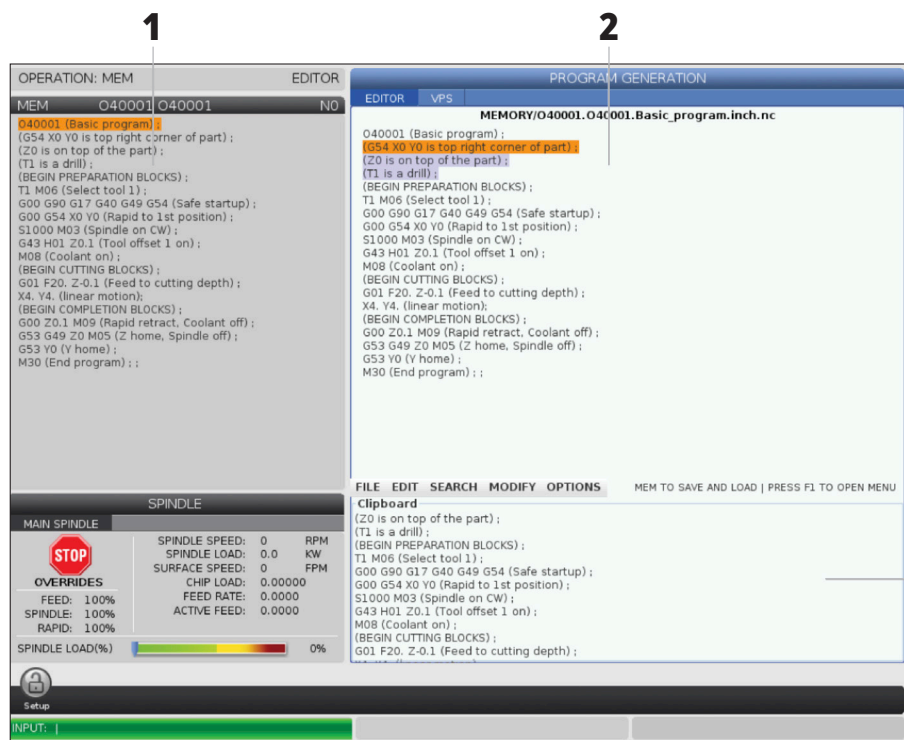 1 2
OPERATION: MEM EDITOR
MEM O40001 O40001 N0
O40001 (Basic program) ;
(G54 X0 Y0 is top right corner of part) ;
(Z0 is on top of the part) ;
(T1 is a drill) ;
(BEGIN PREPARATION BLOCKS) ;
T1 M06 (Select tool 1) ;
G00 G90 G17 G40 G49 G54 (Safe startup) ;
G00 G54 X0 Y0 (Rapid to 1st position) ;
S1000 M03 (Spindle on CW) ;
G43 H01 Z0.1 (Tool offset 1 on) ;
M08 (Coolant on) ;
(BEGIN CUTTING BLOCKS) ;
G01 F20. Z-0.1 (Feed to cutting depth) ;
X4. Y4. (linear motion);
(BEGIN COMPLETION BLOCKS) ;
G00 Z0.1 M09 (Rapid retract, Coolant off) ;
G53 G49 Z0 M05 (Z home, Spindle off) ;
G53 Y0 (Y home) ;
M30 (End program) ; ;
PROGRAM GENERATION
EDITOR VPS
MEMORY/O40001.O40001.Basic_program.inch.nc
O40001 (Basic program) ;
(G54 X0 Y0 is top right corner of part) ;
(Z0 is on top of the part) ;
(T1 is a drill) ;
(BEGIN PREPARATION BLOCKS) ;
T1 M06 (Select tool 1) ;
G00 G90 G17 G40 G49 G54 (Safe startup) ;
G00 G54 X0 Y0 (Rapid to 1st position) ;
S1000 M03 (Spindle on CW) ;
G43 H01 Z0.1 (Tool offset 1 on) ;
M08 (Coolant on) ;
(BEGIN CUTTING BLOCKS) ;
G01 F20. Z-0.1 (Feed to cutting depth) ;
X4. Y4. (linear motion);
(BEGIN COMPLETION BLOCKS) ;
G00 Z0.1 M09 (Rapid retract, Coolant off) ;
G53 G49 Z0 M05 (Z home, Spindle off) ;
G53 Y0 (Y home) ;
M30 (End program) ; ;
FILE EDIT SEARCH MODIFY OPTIONS MEM TO SAVE AND LOAD | PRESS F1 TO OPEN MENU
SPINDLE
MAIN SPINDLE
STOP
OVERRIDES
FEED: 100%
SPINDLE: 100%
RAPID: 100%
SPINDLE SPEED: 0 RPM
SPINDLE LOAD: 0.0 KW
SURFACE SPEED: 0 FPM
CHIP LOAD: 0.00000
FEED RATE: 0.0000
ACTIVE FEED: 0.0000
SPINDLE LOAD(%) 0%
Clipboard
(Z0 is on top of the part) ;
(T1 is a drill) ;
(BEGIN PREPARATION BLOCKS) ;
T1 M06 (Select tool 1) ;
G00 G90 G17 G40 G49 G54 (Safe startup) ;
G00 G54 X0 Y0 (Rapid to 1st position) ;
S1000 M03 (Spindle on CW) ;
G43 H01 Z0.1 (Tool offset 1 on) ;
M08 (Coolant on) ;
(BEGIN CUTTING BLOCKS) ;
G01 F20. Z-0.1 (Feed to cutting depth) ;
Setup
INPUT: |